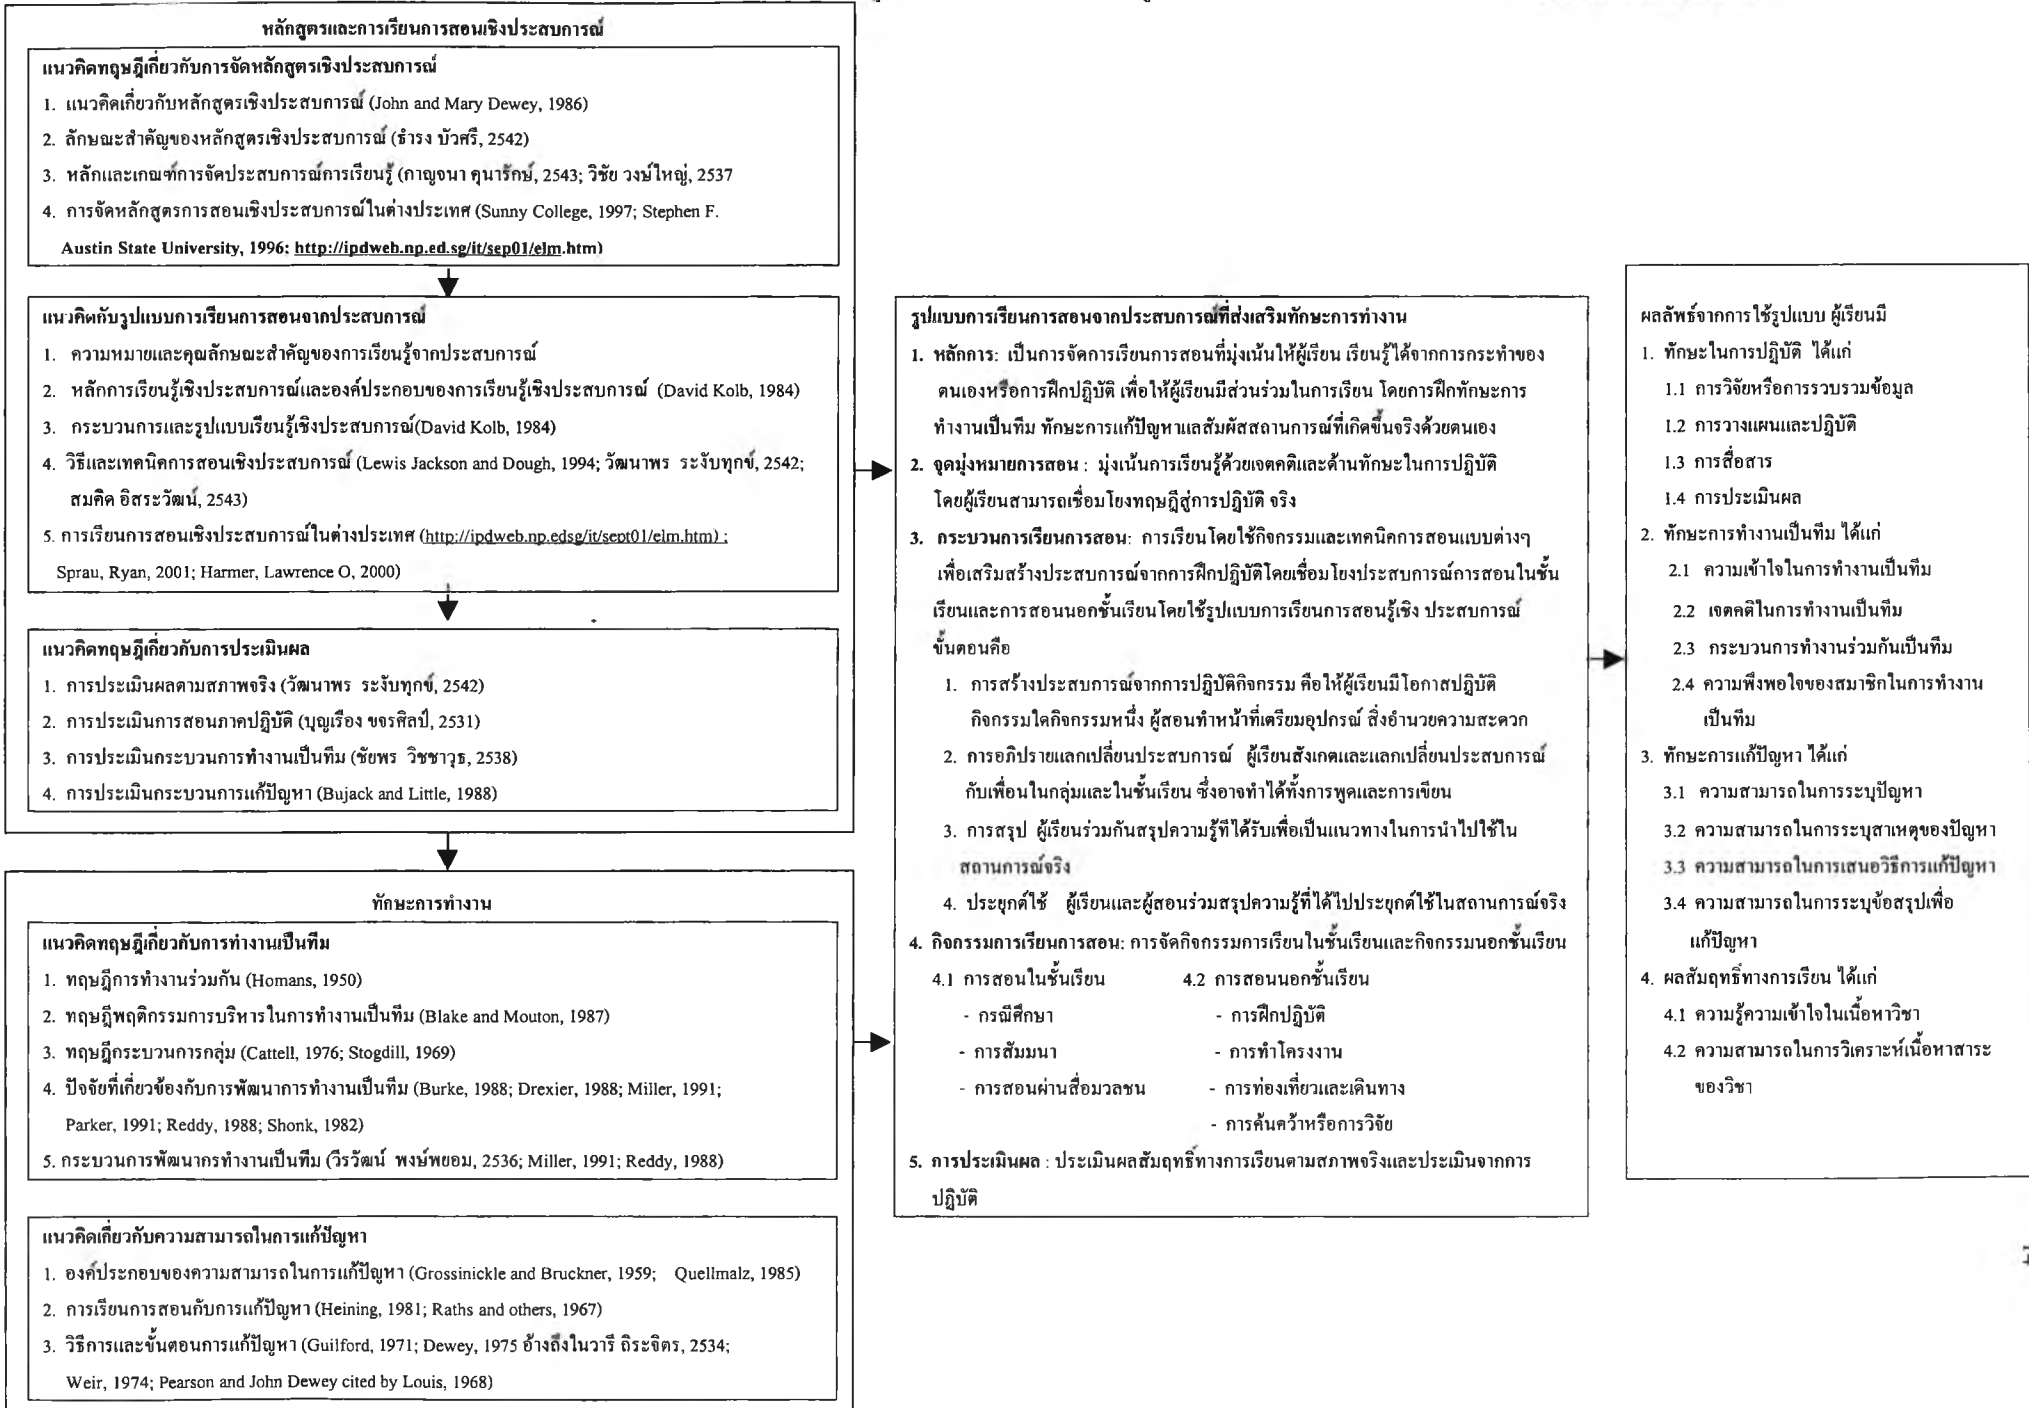 หลักสูตรและการเรียนการสอนเชิงประสบการณ์
แนวคิดทฤษฎีเกี่ยวกับการจัดหลักสูตรเชิงประสบการณ์
1. แนวคิดเกี่ยวกับหลักสูตรเชิงประสบการณ์ (John and Mary Dewey, 1986)
2. ลักษณะสำคัญของหลักสูตรเชิงประสบการณ์ (ธำรง บัวศรี, 2542)
3. หลักและเกณฑ์การจัดประสบการณ์การเรียนรู้ (กาญจนา คุนารักษ์, 2543; วิชัย วงษ์ใหญ่, 2537
4. การจัดหลักสูตรการสอนเชิงประสบการณ์ในต่างประเทศ (Sunny College, 1997; Stephen F.
Austin State University, 1996; http://ipdweb.np.ed.sg/it/sep01/elm.htm)
แนวคิดกับรูปแบบการเรียนการสอนจากประสบการณ์
1. ความหมายและคุณลักษณะสำคัญของการเรียนรู้จากประสบการณ์
2. หลักการเรียนรู้เชิงประสบการณ์และองค์ประกอบของการเรียนรู้เชิงประสบการณ์ (David Kolb, 1984)
3. กระบวนการและรูปแบบเรียนรู้เชิงประสบการณ์(David Kolb, 1984)
4. วิธีและเทคนิคการสอนเชิงประสบการณ์ (Lewis Jackson and Dough, 1994; วัฒนาพร ระงับทุกข์, 2542;
สมคิด อิสระวัฒน์, 2543)
5. การเรียนการสอนเชิงประสบการณ์ในต่างประเทศ (http://ipdweb.np.edsg/it/sept01/elm.htm) ;
Sprau, Ryan, 2001; Harmer, Lawrence O, 2000)
แนวคิดทฤษฎีเกี่ยวกับการประเมินผล
1. การประเมินผลตามสภาพจริง (วัฒนาพร ระงับทุกข์, 2542)
2. การประเมินการสอนภาคปฏิบัติ (บุญเรือง ขจรศิลป์, 2531)
3. การประเมินกระบวนการทำงานเป็นทีม (ชัยพร วิชชาวุธ, 2538)
4. การประเมินกระบวนการแก้ปัญหา (Bujack and Little, 1988)
ทักษะการทำงาน
แนวคิดทฤษฎีเกี่ยวกับการทำงานเป็นทีม
1. ทฤษฎีการทำงานร่วมกัน (Homans, 1950)
2. ทฤษฎีพฤติกรรมการบริหารในการทำงานเป็นทีม (Blake and Mouton, 1987)
3. ทฤษฎีกระบวนการกลุ่ม (Cattell, 1976; Stogdill, 1969)
4. ปัจจัยที่เกี่ยวข้องกับการพัฒนาการทำงานเป็นทีม (Burke, 1988; Drexier, 1988; Miller, 1991;
Parker, 1991; Reddy, 1988; Shonk, 1982)
5. กระบวนการพัฒนากรทำงานเป็นทีม (วีรวัฒน์ พงษ์พยอม, 2536; Miller, 1991; Reddy, 1988)
แนวคิดเกี่ยวกับความสามารถในการแก้ปัญหา
1. องค์ประกอบของความสามารถในการแก้ปัญหา (Grossinickle and Bruckner, 1959; Quellmalz, 1985)
2. การเรียนการสอนกับการแก้ปัญหา (Heining, 1981; Raths and others, 1967)
3. วิธีการและขั้นตอนการแก้ปัญหา (Guilford, 1971; Dewey, 1975 อ้างถึงในวารี ถิระจิตร, 2534;
Weir, 1974; Pearson and John Dewey cited by Louis, 1968)
รูปแบบการเรียนการสอนจากประสบการณ์ที่ส่งเสริมทักษะการทำงาน
1. หลักการ: เป็นการจัดการเรียนการสอนที่มุ่งเน้นให้ผู้เรียน เรียนรู้ได้จากการกระทำของ
ตนเองหรือการฝึกปฏิบัติ เพื่อให้ผู้เรียนมีส่วนร่วมในการเรียน โดยการฝึกทักษะการ
ทำงานเป็นทีม ทักษะการแก้ปัญหาแลสัมผัสสถานการณ์ที่เกิดขึ้นจริงด้วยตนเอง
2. จุดมุ่งหมายการสอน : มุ่งเน้นการเรียนรู้ด้วยเจตคติและด้านทักษะในการปฏิบัติ
โดยผู้เรียนสามารถเชื่อมโยงทฤษฎีสู่การปฏิบัติ จริง
3. กระบวนการเรียนการสอน: การเรียนโดยใช้กิจกรรมและเทคนิคการสอนแบบต่างๆ
เพื่อเสริมสร้างประสบการณ์จากการฝึกปฏิบัติโดยเชื่อมโยงประสบการณ์การสอนในชั้น
เรียนและการสอนนอกชั้นเรียนโดยใช้รูปแบบการเรียนการสอนรู้เชิง ประสบการณ์
ขั้นตอนคือ
1. การสร้างประสบการณ์จากการปฏิบัติกิจกรรม คือให้ผู้เรียนมีโอกาสปฏิบัติ
กิจกรรมใดกิจกรรมหนึ่ง ผู้สอนทำหน้าที่เตรียมอุปกรณ์ สิ่งอำนวยความสะดวก
2. การอภิปรายแลกเปลี่ยนประสบการณ์ ผู้เรียนสังเกตและแลกเปลี่ยนประสบการณ์
กับเพื่อนในกลุ่มและในชั้นเรียน ซึ่งอาจทำได้ทั้งการพูดและการเขียน
3. การสรุป ผู้เรียนร่วมกันสรุปความรู้ที่ได้รับเพื่อเป็นแนวทางในการนำไปใช้ใน
สถานการณ์จริง
4. ประยุกต์ใช้ ผู้เรียนและผู้สอนร่วมสรุปความรู้ที่ได้ไปประยุกต์ใช้ในสถานการณ์จริง
4. กิจกรรมการเรียนการสอน: การจัดกิจกรรมการเรียนในชั้นเรียนและกิจกรรมนอกชั้นเรียน
4.1 การสอนในชั้นเรียน 4.2 การสอนนอกชั้นเรียน
- กรณีศึกษา - การฝึกปฏิบัติ
- การสัมมนา - การทำโครงงาน
- การสอนผ่านสื่อมวลชน - การท่องเที่ยวและเดินทาง
- การค้นคว้าหรือการวิจัย
5. การประเมินผล : ประเมินผลสัมฤทธิ์ทางการเรียนตามสภาพจริงและประเมินจากการ
ปฏิบัติ
ผลลัพธ์จากการใช้รูปแบบ ผู้เรียนมี
1. ทักษะในการปฏิบัติ ได้แก่
1.1 การวิจัยหรือการรวบรวมข้อมูล
1.2 การวางแผนและปฏิบัติ
1.3 การสื่อสาร
1.4 การประเมินผล
2. ทักษะการทำงานเป็นทีม ได้แก่
2.1 ความเข้าใจในการทำงานเป็นทีม
2.2 เจตคติในการทำงานเป็นทีม
2.3 กระบวนการทำงานร่วมกันเป็นทีม
2.4 ความพึงพอใจของสมาชิกในการทำงาน
เป็นทีม
3. ทักษะการแก้ปัญหา ได้แก่
3.1 ความสามารถในการระบุปัญหา
3.2 ความสามารถในการระบุสาเหตุของปัญหา
3.3 ความสามารถในการเสนอวิธีการแก้ปัญหา
3.4 ความสามารถในการระบุข้อสรุปเพื่อ
แก้ปัญหา
4. ผลสัมฤทธิ์ทางการเรียน ได้แก่
4.1 ความรู้ความเข้าใจในเนื้อหาวิชา
4.2 ความสามารถในการวิเคราะห์เนื้อหาสาระ
ของวิชา